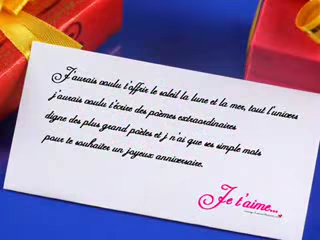 J'aurais voulu t'offrir le soleil la lune et la mer, tout l'univers
j'aurais voulu t'écrire des poèmes extraordinaires
digne des plus grand poètes et j n'ai que ses simple mots
pour te souhaiter un joyeux anniversaire.
Je t'aime...